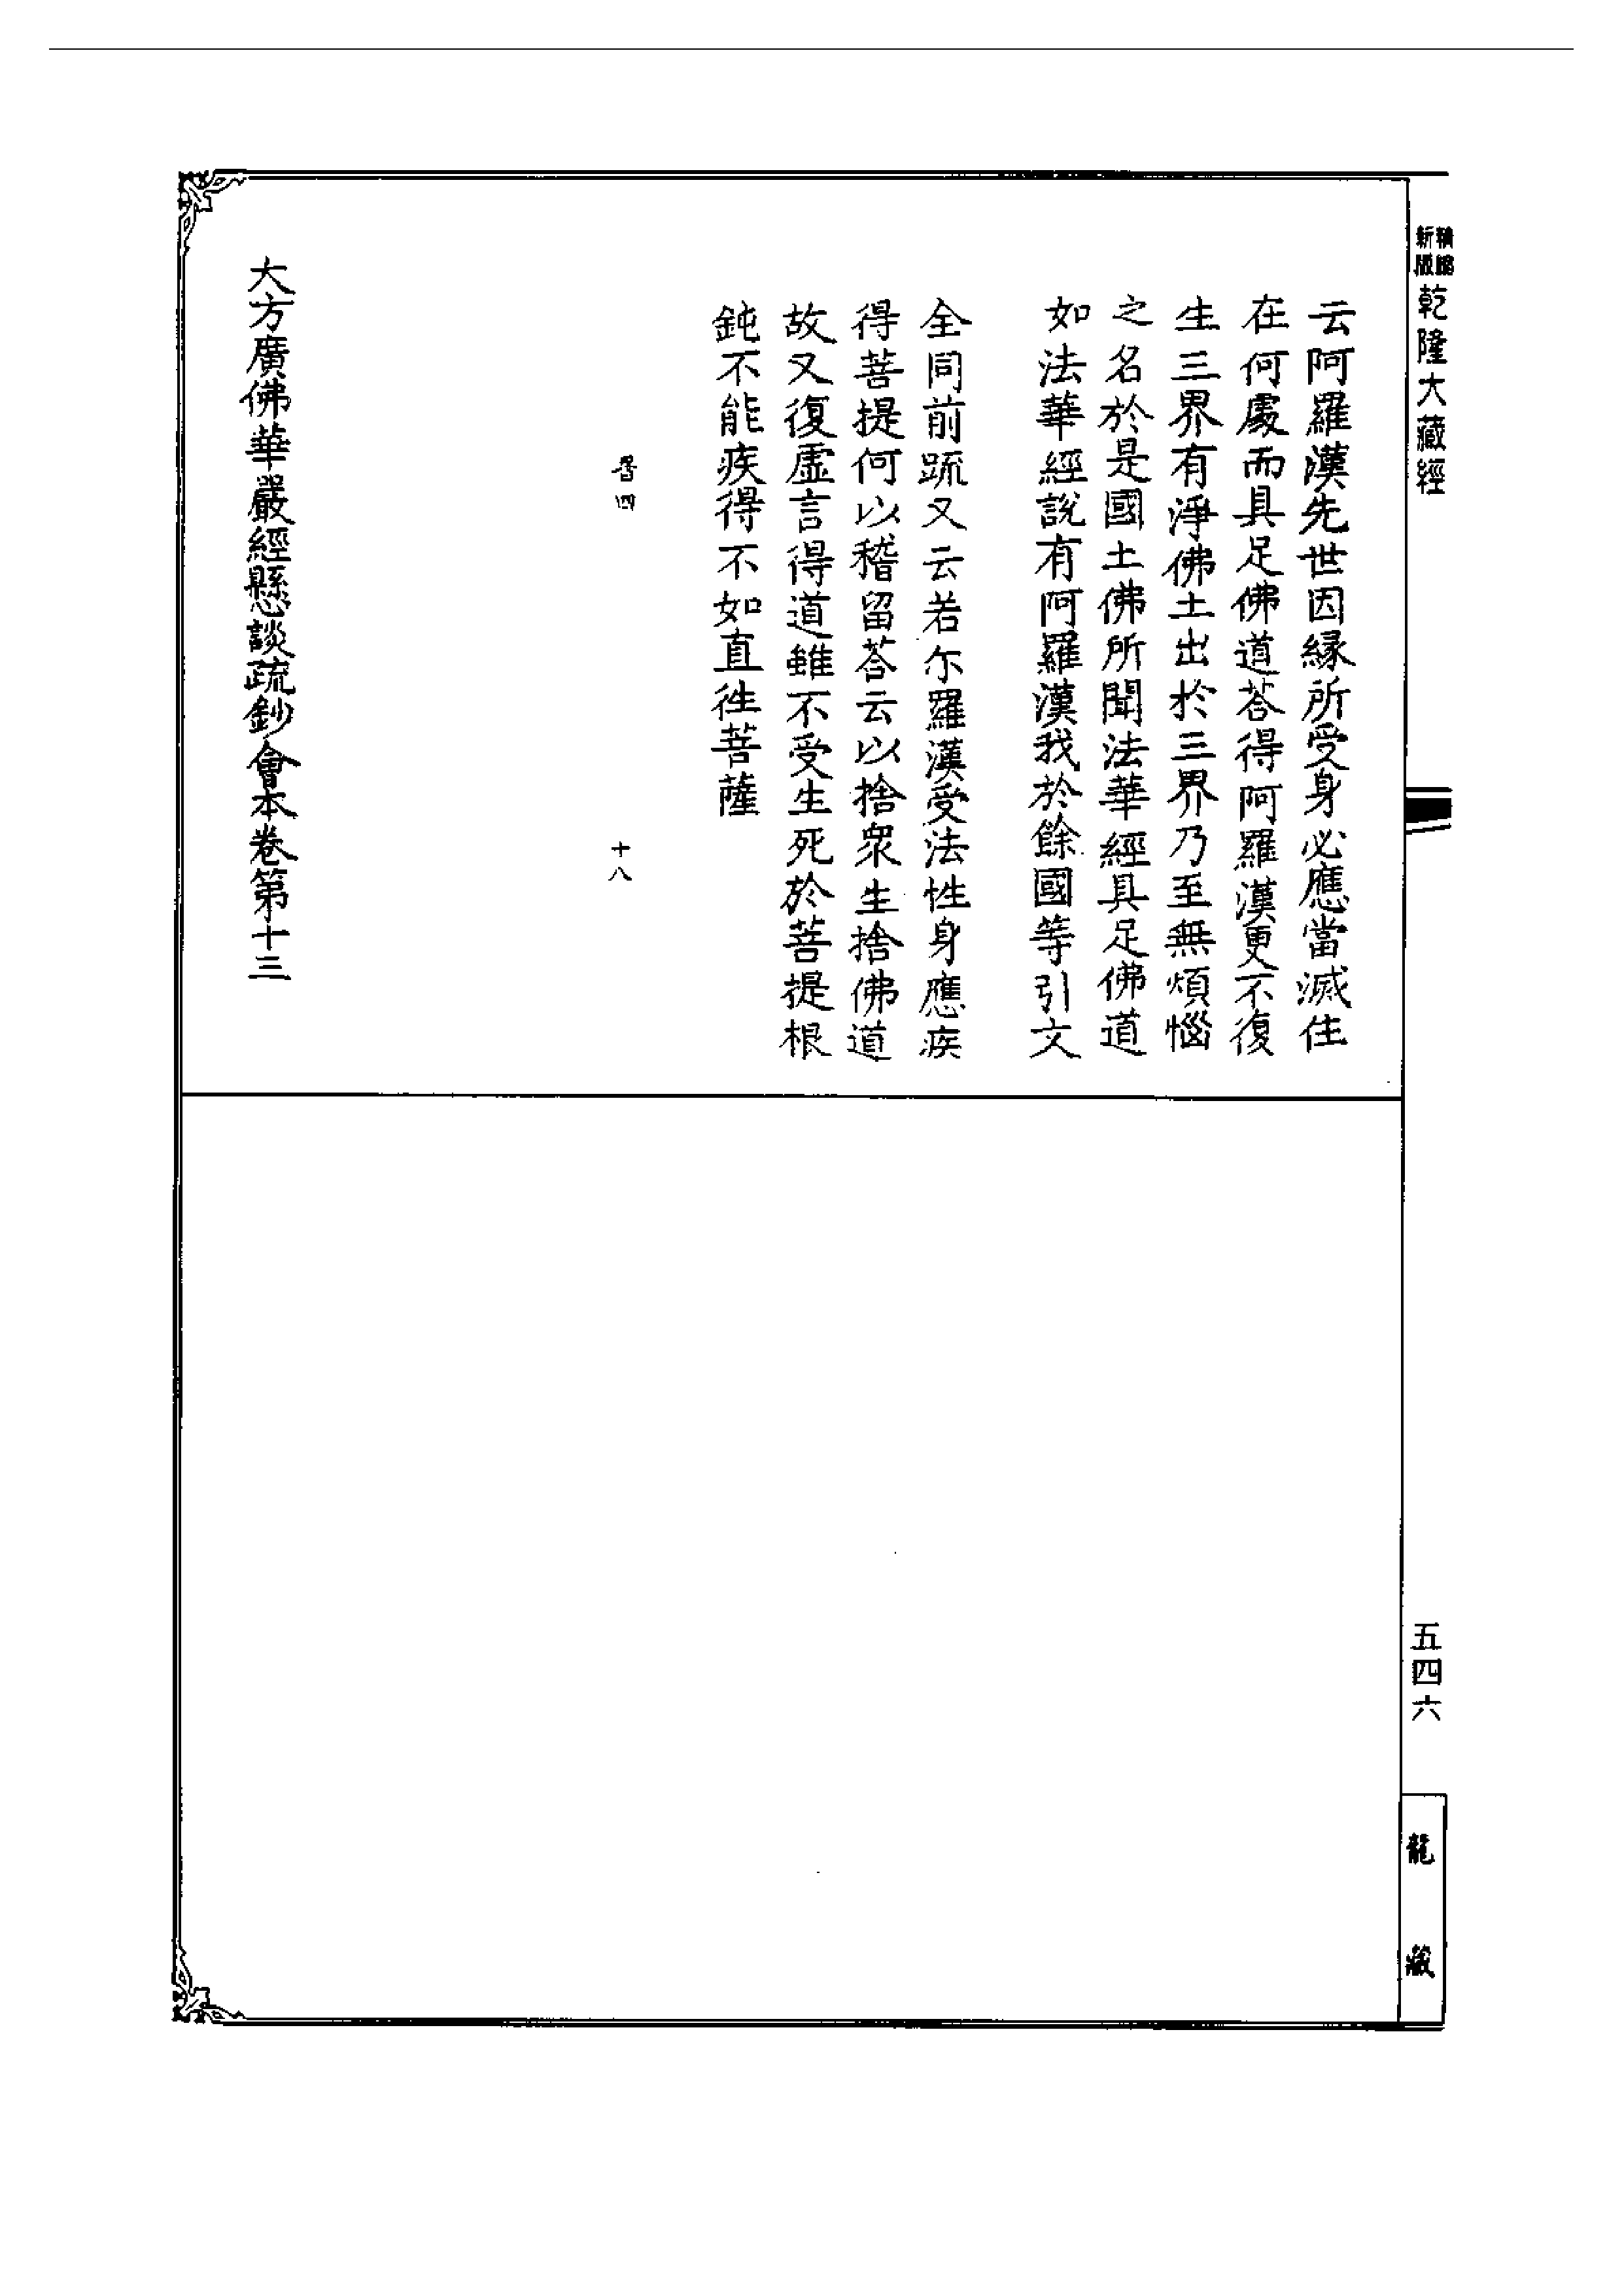 新版
乾隆大藏經
五四六
龍藏
云阿羅漢先世因緣所受身必應當滅住
在何處而具足佛道荅得阿羅漢更不復
生三界有淨佛土出於三界乃至無煩惱
之名於是國土佛所聞法華經具足佛道
如法華經說有阿羅漢我於餘國等引文
全同前疏又云若尒羅漢受法性身應疾
得菩提何以稽留荅云以捨衆生捨佛道
故又復虛言得道雖不受生死於菩提根
鈍不能疾得不如直徃菩薩
四
十八
大方廣佛華嚴經懸談疏鈔會本卷第十三